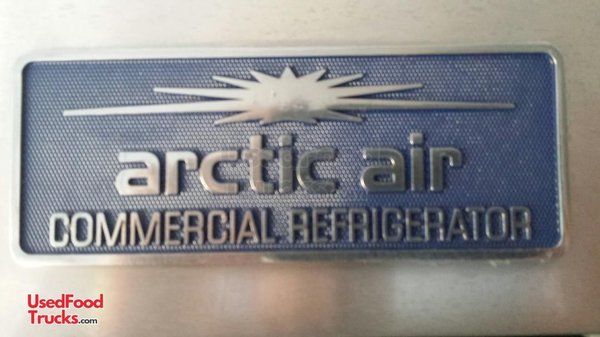 arctic air
COMMERCIAL REFRIGERATOR
UsedFood
Trucks.com